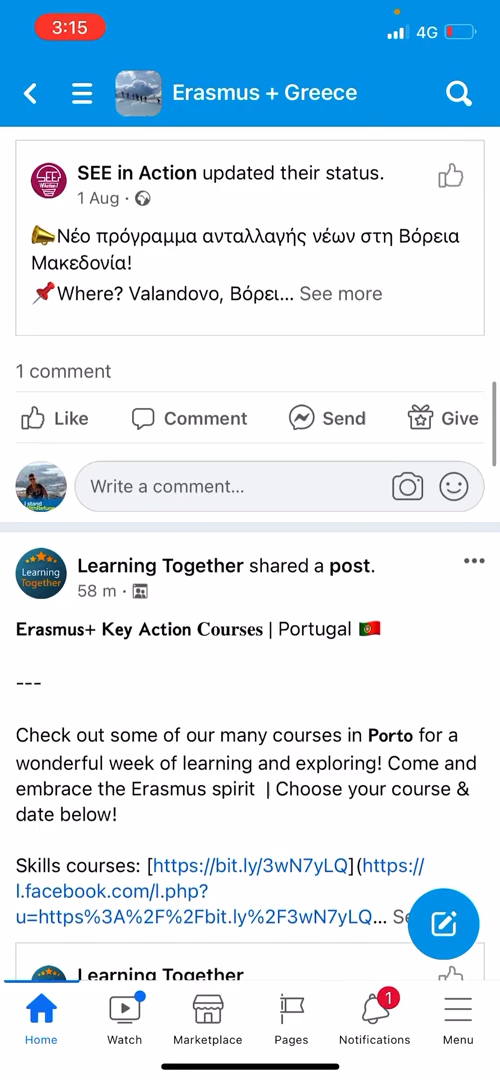 3:15
4G
Erasmus + Greece
SEE in Action updated their status.
1 Aug ·
Νέο πρόγραμμα ανταλλαγής νέων στη Βόρεια
Μακεδονία!
Where? Valandovo, Βόρει... See more
1 comment
Like
Comment
Send
Give
Write a comment...
Learning Together
Learning Together shared a post.
58 m ·
Erasmus+ Key Action Courses | Portugal
---
Check out some of our many courses in Porto for a
wonderful week of learning and exploring! Come and
embrace the Erasmus spirit | Choose your course &
date below!
Skills courses: [https://bit.ly/3wN7yLQ](https://
l.facebook.com/l.php?
u=https%3A%2F%2Fbit.ly%2F3wN7yLQ... Se
Learning Together
1
Home
Watch
Marketplace
Pages
Notifications
Menu